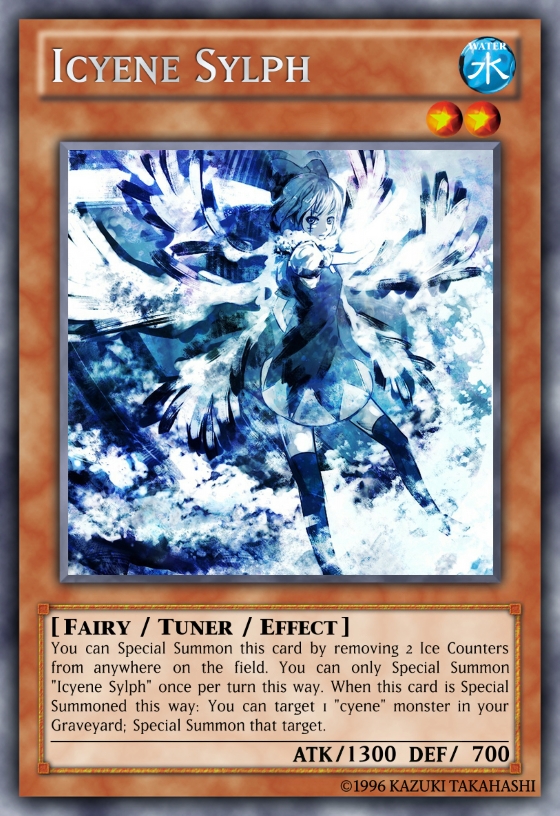 Icyene Sylph
WATER
水
[ Fairy / Tuner / Effect ]
You can Special Summon this card by removing 2 Ice Counters
from anywhere on the field. You can only Special Summon
"Icyene Sylph" once per turn this way. When this card is Special
Summoned this way: You can target 1 "cyene" monster in your
Graveyard; Special Summon that target.
ATK/1300 DEF/ 700
©1996 KAZUKI TAKAHASHI